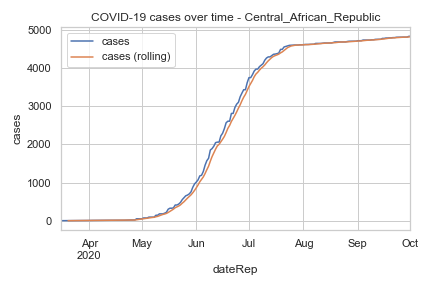 COVID-19 cases over time - Central_African_Republic
cases
cases (rolling)
5000
4000
3000
2000
1000
0
cases
Apr
2020
May
Jun
Jul
Aug
Sep
Oct
dateRep